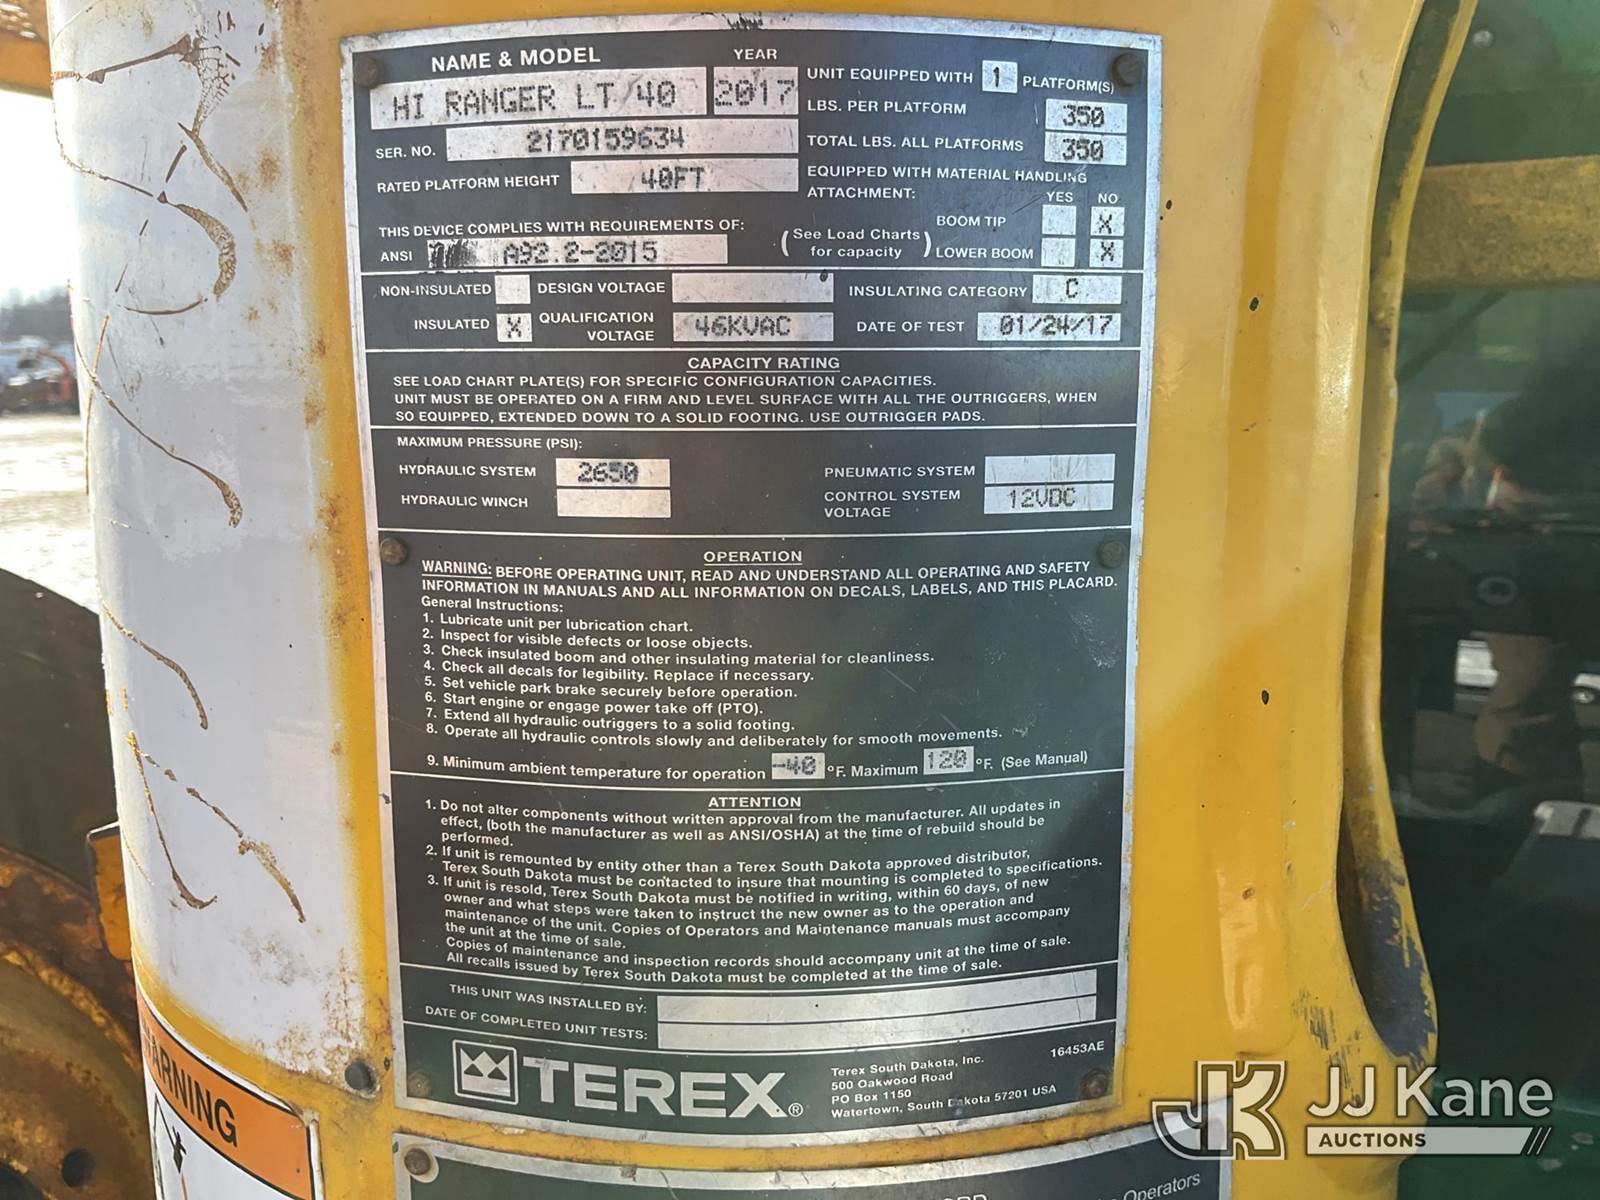 NAME & MODEL YEAR
HI RANGER LT 40 2017
SER. NO. 2170159634
RATED PLATFORM HEIGHT 40FT
THIS DEVICE COMPLIES WITH REQUIREMENTS OF:
ANSI A92.2-2015
UNIT EQUIPPED WITH 1 PLATFORM(S)
LBS. PER PLATFORM 350
TOTAL LBS. ALL PLATFORMS 350
EQUIPPED WITH MATERIAL HANDLING
ATTACHMENT: YES NO
(See Load Charts for capacity)
BOOM TIP X
LOWER BOOM X
NON-INSULATED DESIGN VOLTAGE INSULATING CATEGORY C
INSULATED X QUALIFICATION VOLTAGE 46KVAC DATE OF TEST 01/24/17
CAPACITY RATING
SEE LOAD CHART PLATE(S) FOR SPECIFIC CONFIGURATION CAPACITIES.
UNIT MUST BE OPERATED ON A FIRM AND LEVEL SURFACE WITH ALL THE OUTRIGGERS, WHEN
SO EQUIPPED, EXTENDED DOWN TO A SOLID FOOTING. USE OUTRIGGER PADS.
MAXIMUM PRESSURE (PSI):
HYDRAULIC SYSTEM 2650 PNEUMATIC SYSTEM
HYDRAULIC WINCH CONTROL SYSTEM VOLTAGE 12VDC
OPERATION
WARNING: BEFORE OPERATING UNIT, READ AND UNDERSTAND ALL OPERATING AND SAFETY
INFORMATION IN MANUALS AND ALL INFORMATION ON DECALS, LABELS, AND THIS PLACARD.
General Instructions:
1. Lubricate unit per lubrication chart.
2. Inspect for visible defects or loose objects.
3. Check insulated boom and other insulating material for cleanliness.
4. Check all decals for legibility. Replace if necessary.
5. Set vehicle park brake securely before operation.
6. Start engine or engage power take off (PTO).
7. Extend all hydraulic outriggers to a solid footing.
8. Operate all hydraulic controls slowly and deliberately for smooth movements.
9. Minimum ambient temperature for operation -40 °F. Maximum 120 °F. (See Manual)
ATTENTION
1. Do not alter components without written approval from the manufacturer. All updates in
effect, (both the manufacturer as well as ANSI/OSHA) at the time of rebuild should be
performed.
2. If unit is remounted by entity other than a Terex South Dakota approved distributor,
Terex South Dakota must be contacted to insure that mounting is completed to specifications.
3. If unit is resold, Terex South Dakota must be notified in writing, within 60 days, of new
owner and what steps were taken to instruct the new owner as to the operation and
maintenance of the unit. Copies of Operators and Maintenance manuals must accompany
the unit at the time of sale.
Copies of maintenance and inspection records should accompany unit at the time of sale.
All recalls issued by Terex South Dakota must be completed at the time of sale.
THIS UNIT WAS INSTALLED BY:
DATE OF COMPLETED UNIT TESTS:
TEREX®
Terex South Dakota, Inc. 16453AE
500 Oakwood Road
PO Box 1150
Watertown, South Dakota 57201 USA
WARNING
Operators
JK JJ Kane
AUCTIONS